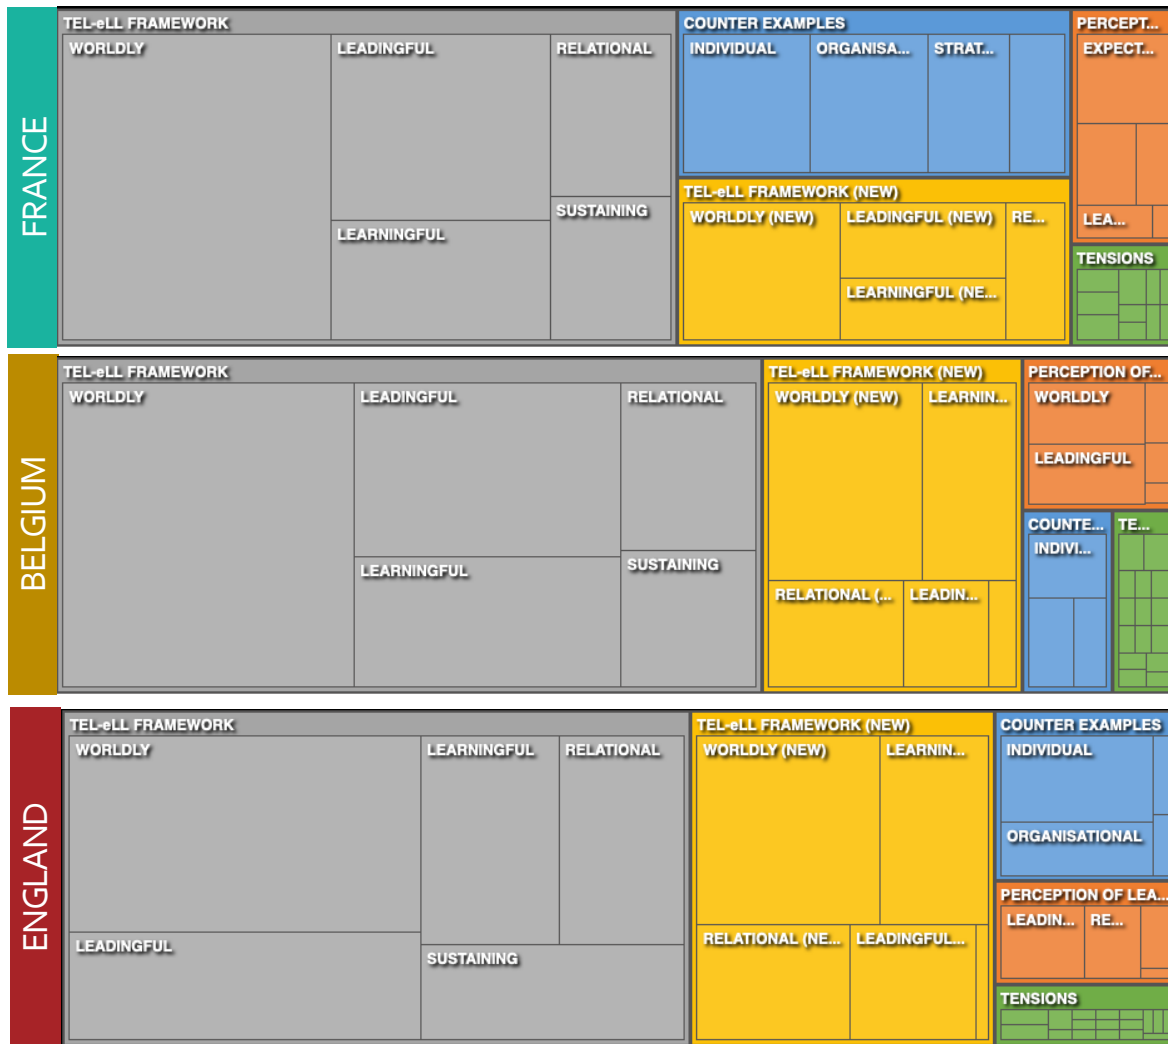 FRANCE
TEL-eLL FRAMEWORK
WORLDLY
LEADINGFUL
RELATIONAL
LEARNINGFUL
SUSTAINING
COUNTER EXAMPLES
INDIVIDUAL
ORGANISA...
STRAT...
TEL-eLL FRAMEWORK (NEW)
WORLDLY (NEW)
LEADINGFUL (NEW)
RE...
LEARNINGFUL (NE...
PERCEPT...
EXPECT...
LEA...
TENSIONS
BELGIUM
TEL-eLL FRAMEWORK
WORLDLY
LEADINGFUL
RELATIONAL
LEARNINGFUL
SUSTAINING
TEL-eLL FRAMEWORK (NEW)
WORLDLY (NEW)
LEARNIN...
RELATIONAL (...
LEADIN...
PERCEPTION OF...
WORLDLY
LEADINGFUL
COUNTE...
INDIVI...
TE...
ENGLAND
TEL-eLL FRAMEWORK
WORLDLY
LEARNINGFUL
RELATIONAL
LEADINGFUL
SUSTAINING
TEL-eLL FRAMEWORK (NEW)
WORLDLY (NEW)
LEARNIN...
RELATIONAL (NE...
LEADINGFUL...
COUNTER EXAMPLES
INDIVIDUAL
ORGANISATIONAL
PERCEPTION OF LEA...
LEADIN...
RE...
TENSIONS